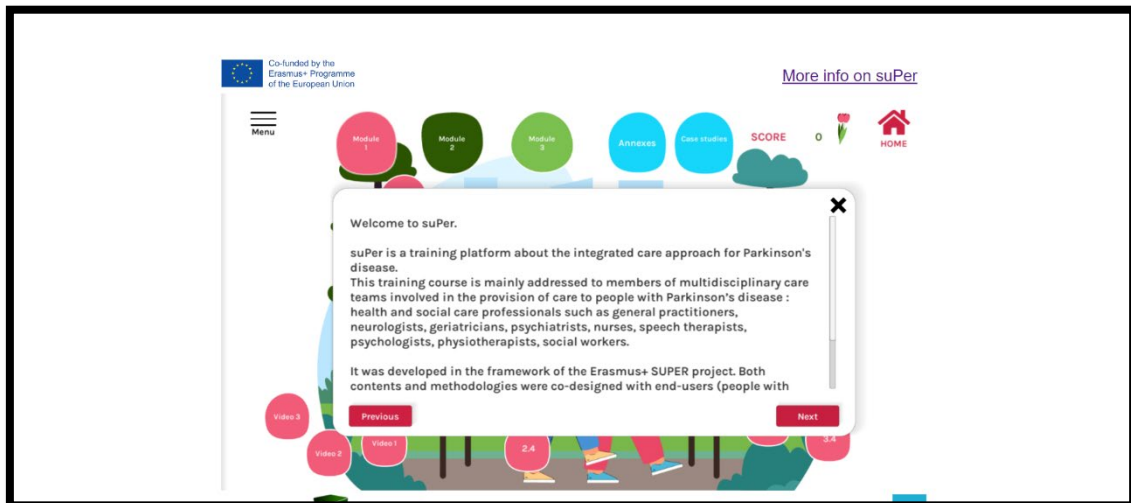 Co-funded by the
Erasmus+ Programme
of the European Union
More info on suPer
Menu
Module
1
Module
2
Module
3
Annexes
Case studies
SCORE
0
HOME
Welcome to suPer.
suPer is a training platform about the integrated care approach for Parkinson's
disease.
This training course is mainly addressed to members of multidisciplinary care
teams involved in the provision of care to people with Parkinson's disease :
health and social care professionals such as general practitioners,
neurologists, geriatricians, psychiatrists, nurses, speech therapists,
psychologists, physiotherapists, social workers.
It was developed in the framework of the Erasmus+ SUPER project. Both
contents and methodologies were co-designed with end-users (people with
Previous
Next
Video 3
Video 2
Video 1
2.4
3.4